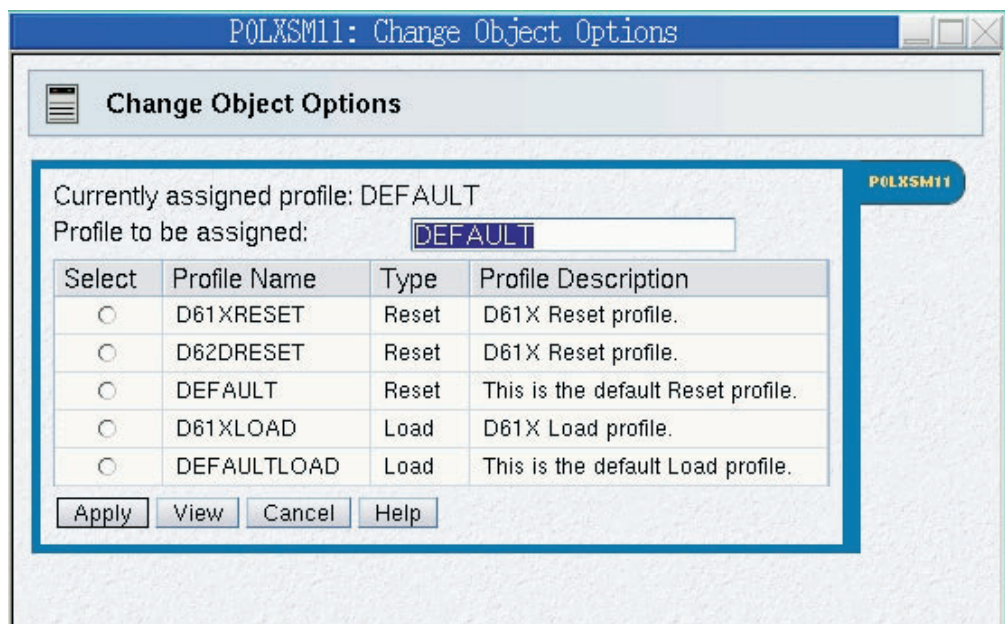 P0LXSM11: Change Object Options
Change Object Options
P0LXSM11
Currently assigned profile: DEFAULT
Profile to be assigned: DEFAULT
Select Profile Name Type Profile Description
D61XRESET Reset D61X Reset profile.
D62DRESET Reset D61X Reset profile.
DEFAULT Reset This is the default Reset profile.
D61XLOAD Load D61X Load profile.
DEFAULTLOAD Load This is the default Load profile.
Apply View Cancel Help